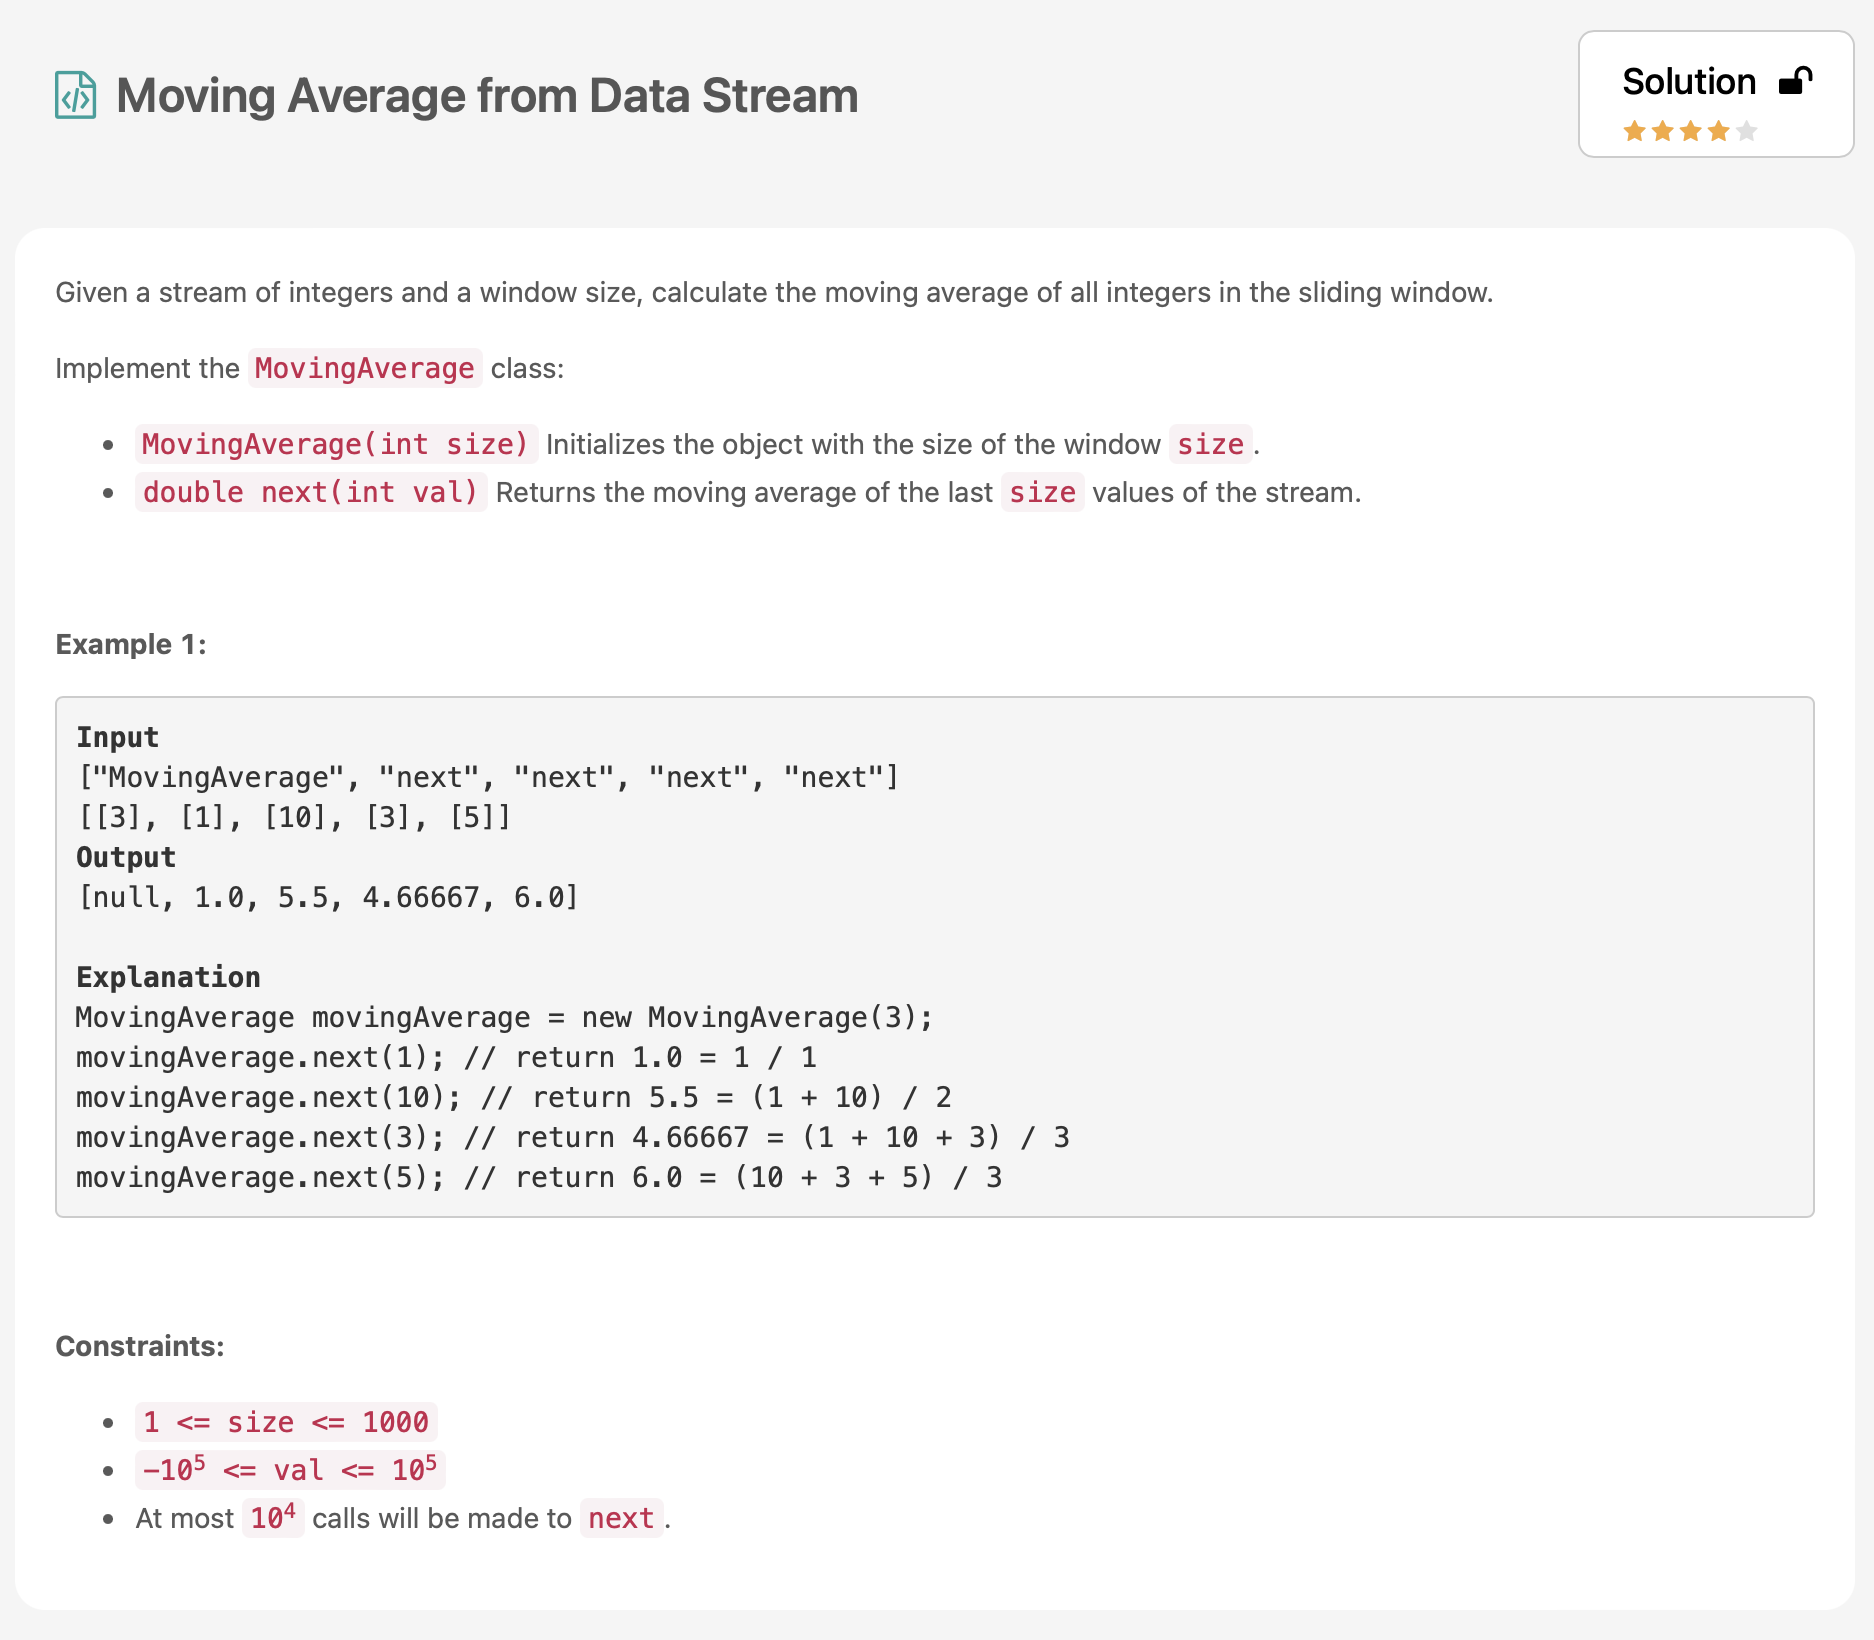 Moving Average from Data Stream
Solution
Given a stream of integers and a window size, calculate the moving average of all integers in the sliding window.
Implement the MovingAverage class:
• MovingAverage(int size) Initializes the object with the size of the window size.
• double next(int val) Returns the moving average of the last size values of the stream.
Example 1:
Input
["MovingAverage", "next", "next", "next", "next"]
[[3], [1], [10], [3], [5]]
Output
[null, 1.0, 5.5, 4.66667, 6.0]
Explanation
MovingAverage movingAverage = new MovingAverage(3);
movingAverage.next(1); // return 1.0 = 1 / 1
movingAverage.next(10); // return 5.5 = (1 + 10) / 2
movingAverage.next(3); // return 4.66667 = (1 + 10 + 3) / 3
movingAverage.next(5); // return 6.0 = (10 + 3 + 5) / 3
Constraints:
• 1 <= size <= 1000
• −10⁵ <= val <= 10⁵
• At most 10⁴ calls will be made to next.